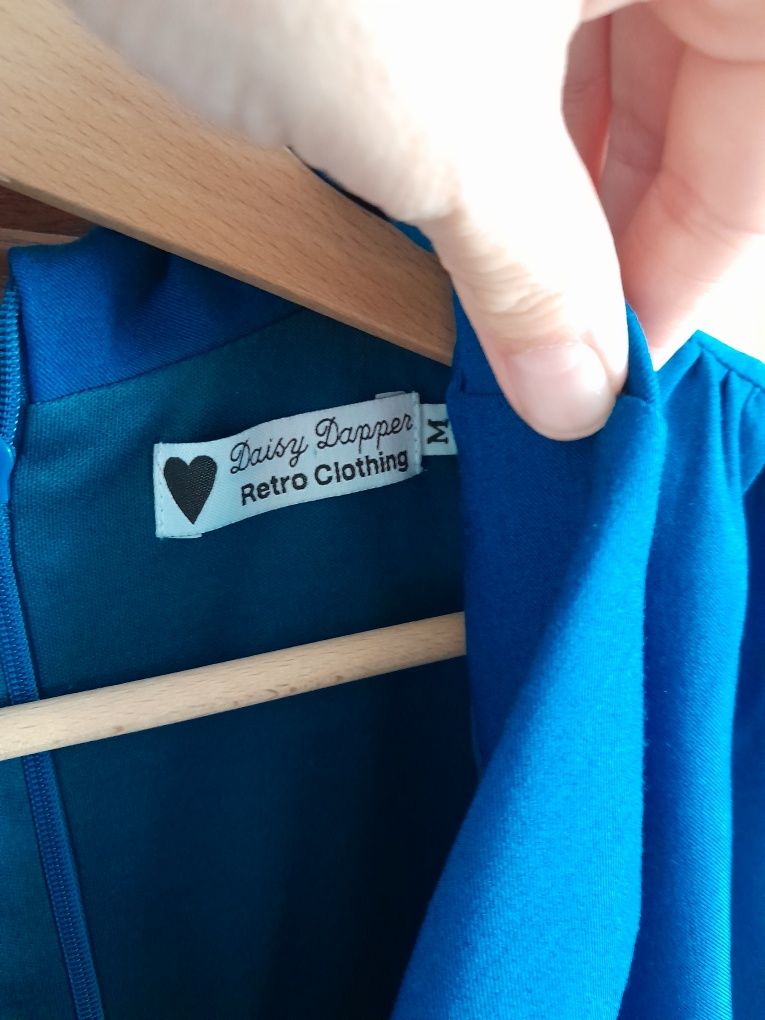 Daisy Dapper
Retro Clothing
M